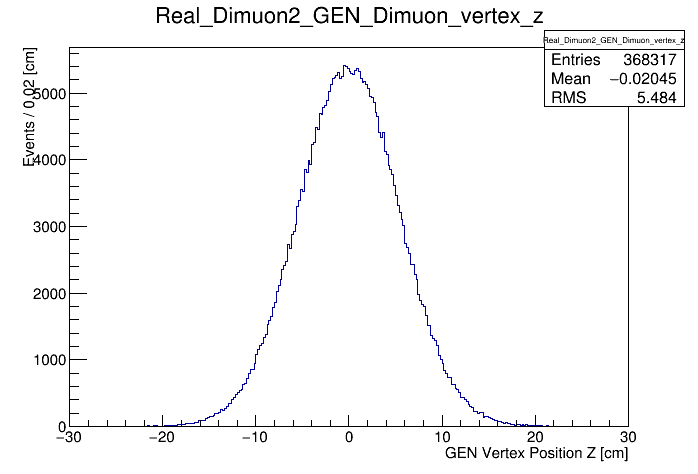 Real_Dimuon2_GEN_Dimuon_vertex_z
Real_Dimuon2_GEN_Dimuon_vertex_z
Entries 368317
Mean −0.02045
RMS 5.484
Events / 0.02 [cm]
5000
4000
3000
2000
1000
0
−30 −20 −10 0 10 20 30
GEN Vertex Position Z [cm]